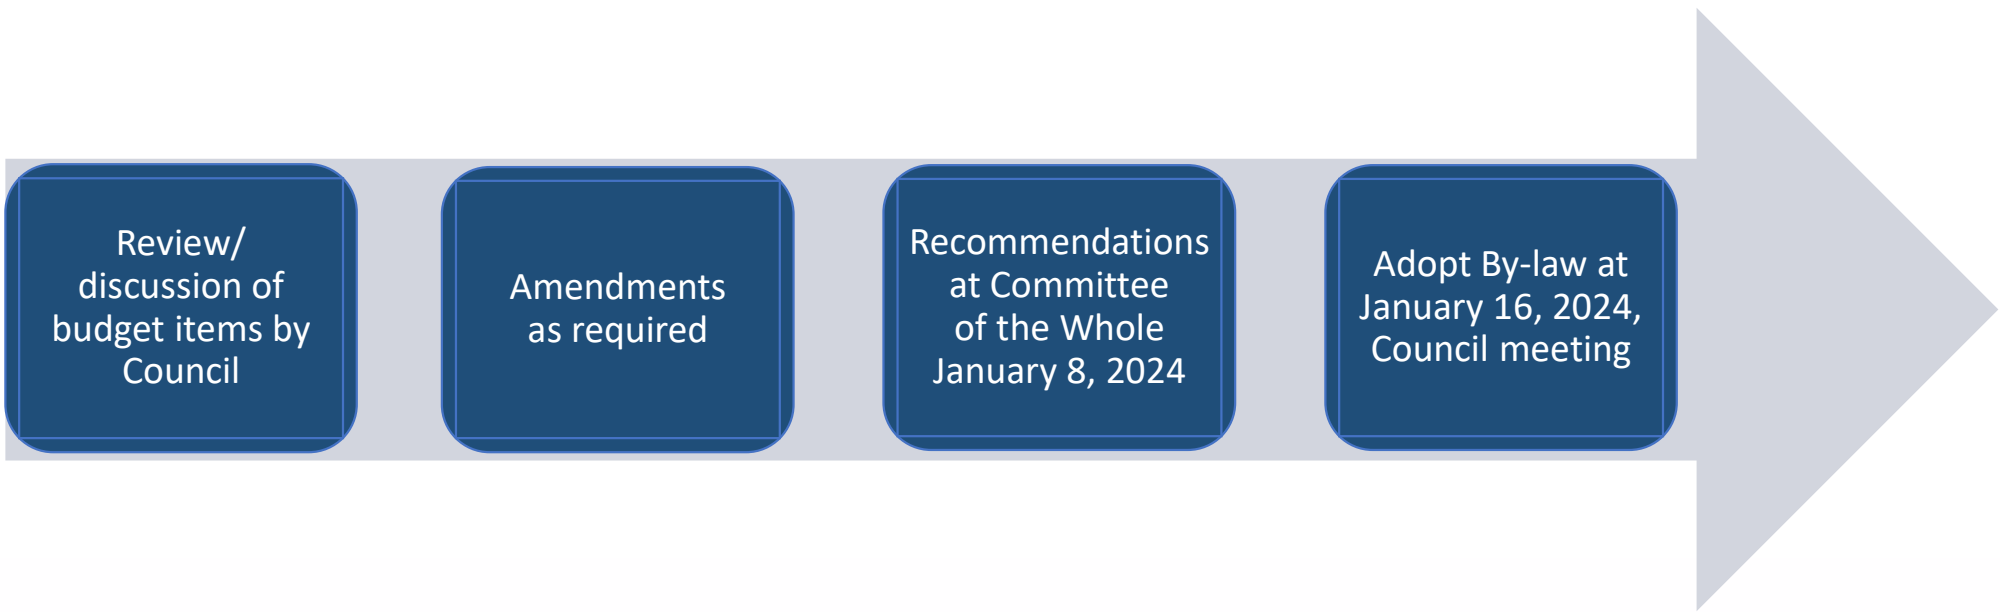 Review/
discussion of
budget items by
Council
Amendments
as required
Recommendations
at Committee
of the Whole
January 8, 2024
Adopt By-law at
January 16, 2024,
Council meeting